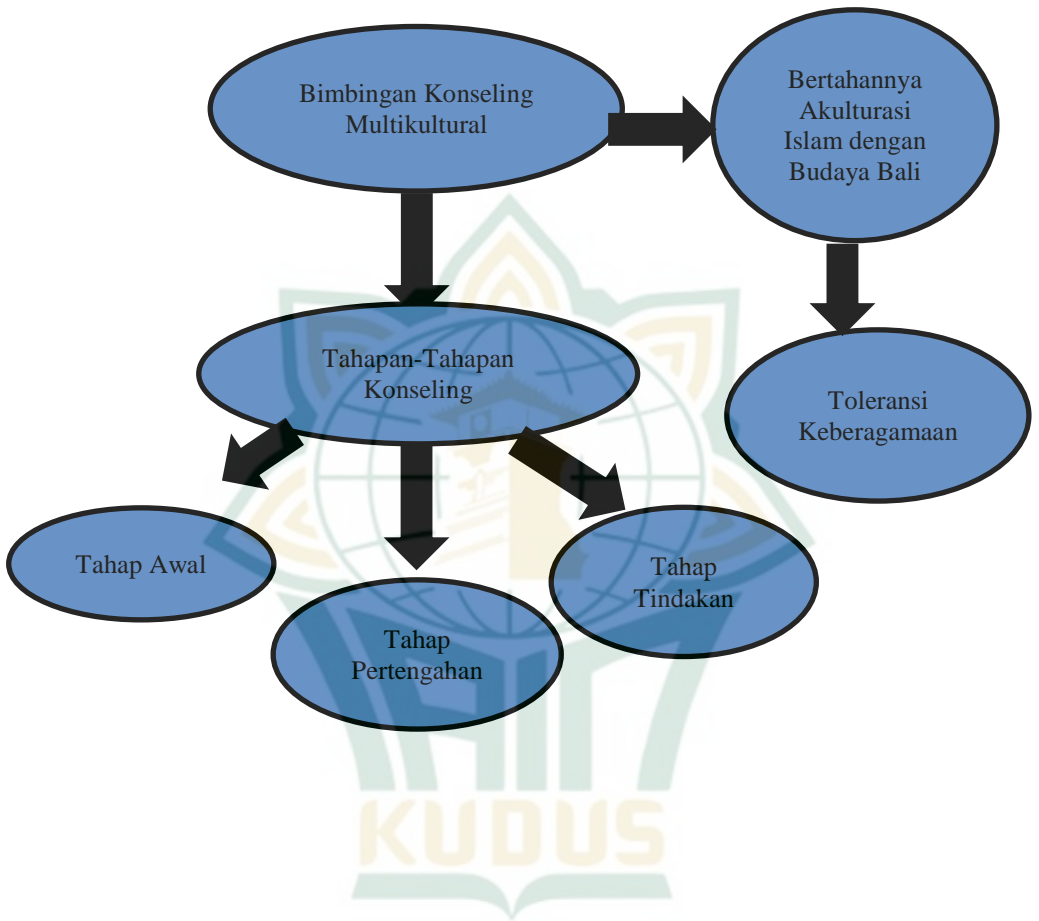 Bimbingan Konseling
Multikultural
Bertahannya
Akulturasi
Islam dengan
Budaya Bali
Tahapan-Tahapan
Konseling
Toleransi
Keberagamaan
Tahap Awal
Tahap
Pertengahan
Tahap
Tindakan
IAIN
KUDUS